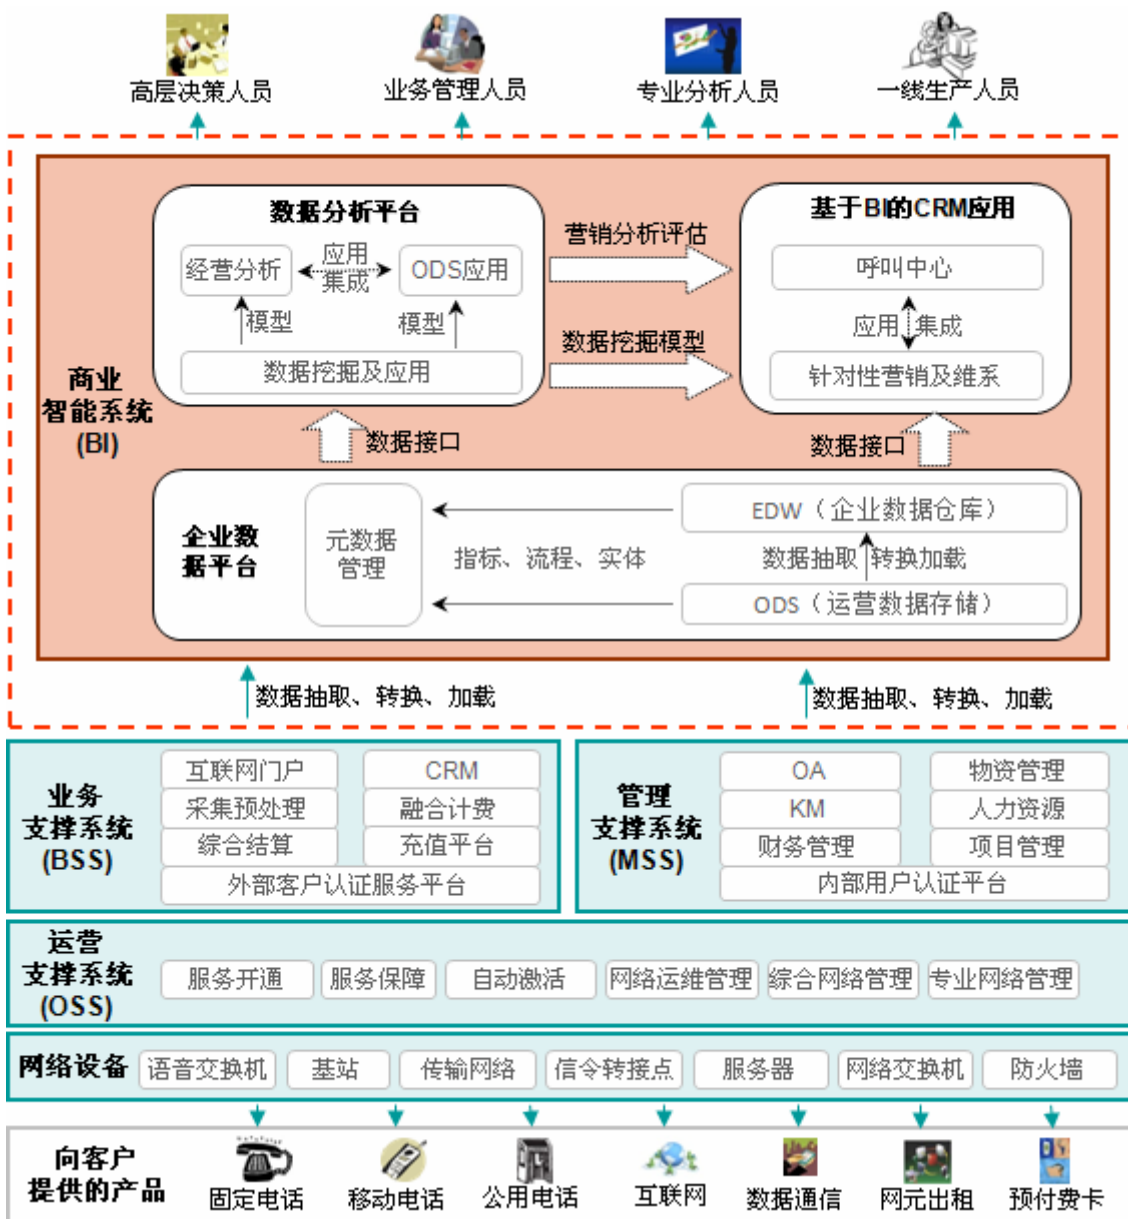 高层决策人员
业务管理人员
专业分析人员
一线生产人员
商业
智能系统
(BI)
数据分析平台
经营分析
应用
集成
ODS应用
模型
模型
数据挖掘及应用
营销分析评估
数据挖掘模型
基于BI的CRM应用
呼叫中心
应用 集成
针对性营销及维系
数据接口
数据接口
企业数
据平台
元数据
管理
指标、流程、实体
EDW（企业数据仓库）
数据抽取 转换加载
ODS（运营数据存储）
数据抽取、转换、加载
数据抽取、转换、加载
业务
支撑系统
(BSS)
互联网门户
CRM
采集预处理
融合计费
综合结算
充值平台
外部客户认证服务平台
管理
支撑系统
(MSS)
OA
物资管理
KM
人力资源
财务管理
项目管理
内部用户认证平台
运营
支撑系统
(OSS)
服务开通
服务保障
自动激活
网络运维管理
综合网络管理
专业网络管理
网络设备
语音交换机
基站
传输网络
信令转接点
服务器
网络交换机
防火墙
向客户
提供的产品
固定电话
移动电话
公用电话
互联网
数据通信
网元出租
预付费卡